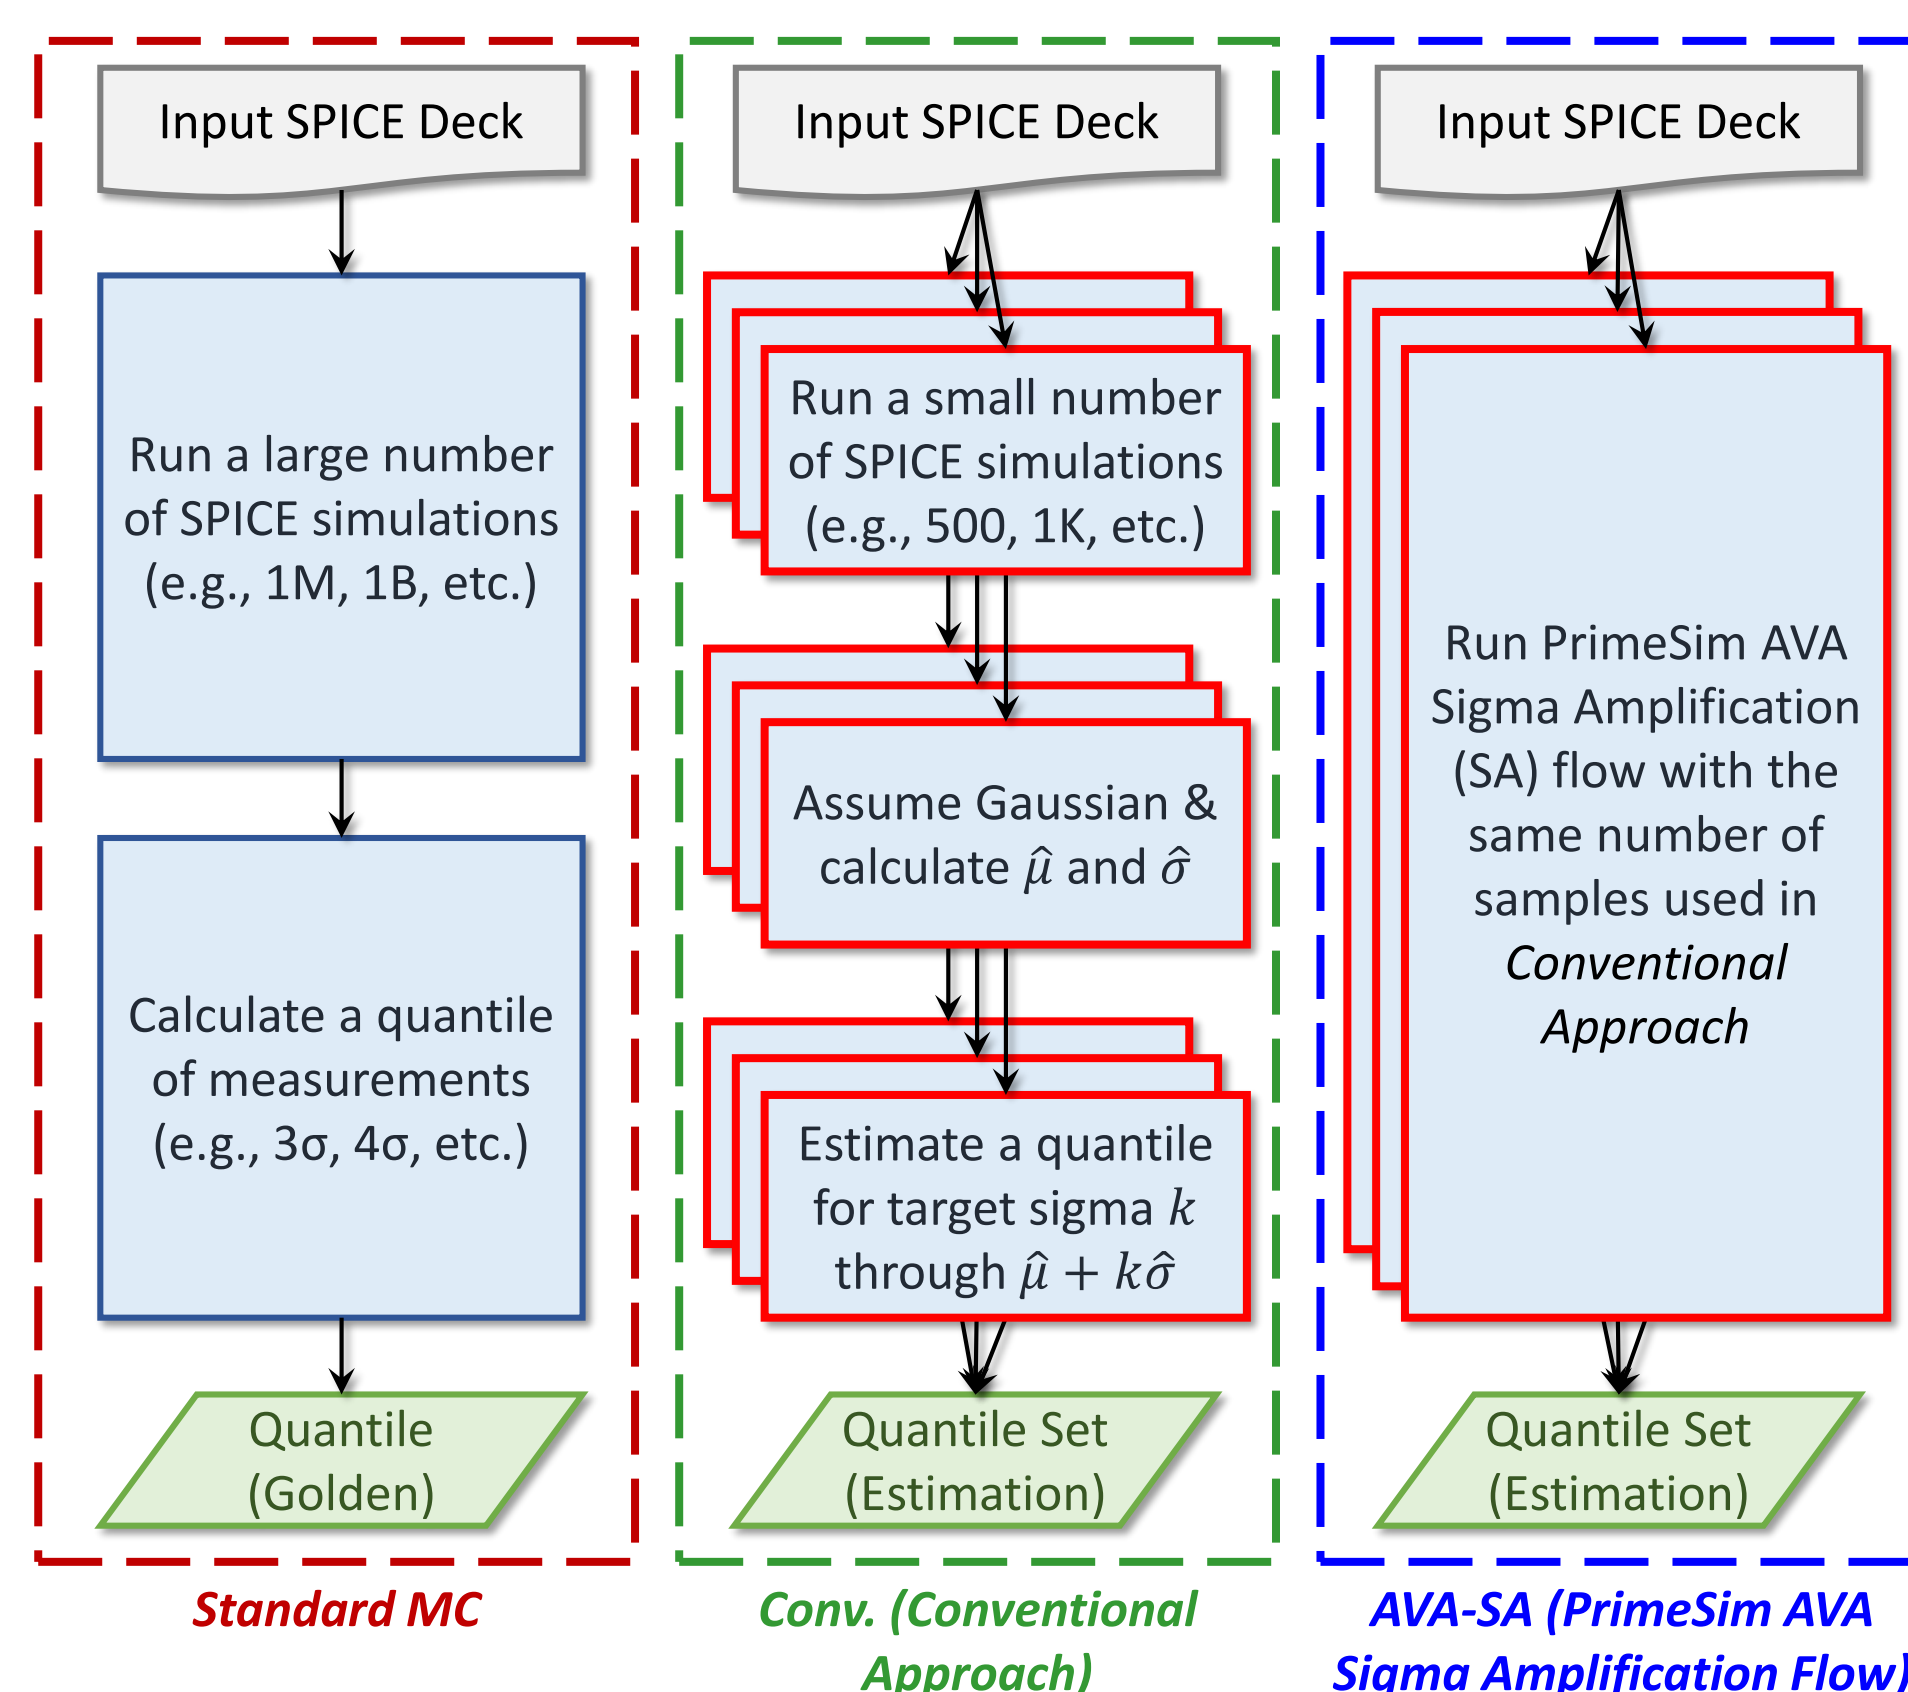 Input SPICE Deck
Run a large number
of SPICE simulations
(e.g., 1M, 1B, etc.)
Calculate a quantile
of measurements
(e.g., 3σ, 4σ, etc.)
Quantile
(Golden)
Standard MC
Input SPICE Deck
Run a small number
of SPICE simulations
(e.g., 500, 1K, etc.)
Assume Gaussian &
calculate μ̂ and σ̂
Estimate a quantile
for target sigma k
through μ̂ + kσ̂
Quantile Set
(Estimation)
Conv. (Conventional
Approach)
Input SPICE Deck
Run PrimeSim AVA
Sigma Amplification
(SA) flow with the
same number of
samples used in
Conventional
Approach
Quantile Set
(Estimation)
AVA-SA (PrimeSim AVA
Sigma Amplification Flow)